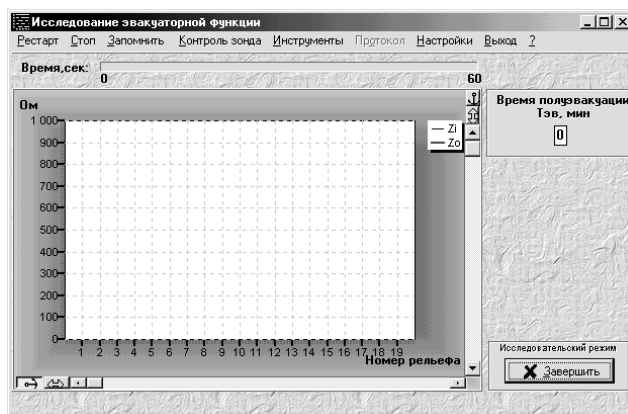 Исследование эвакуаторной функции
Рестарт Стоп Запомнить Контроль зонда Инструменты Протокол Настройки Выход ?
Время,сек:
0 60
Ом
1 000
900
800
700
600
500
400
300
200
100
0
1 2 3 4 5 6 7 8 9 10 11 12 13 14 15 16 17 18 19
Номер рельефа
Zi
Zo
Время полуэвакуации
Тэв, мин
0
Исследовательский режим
Завершить